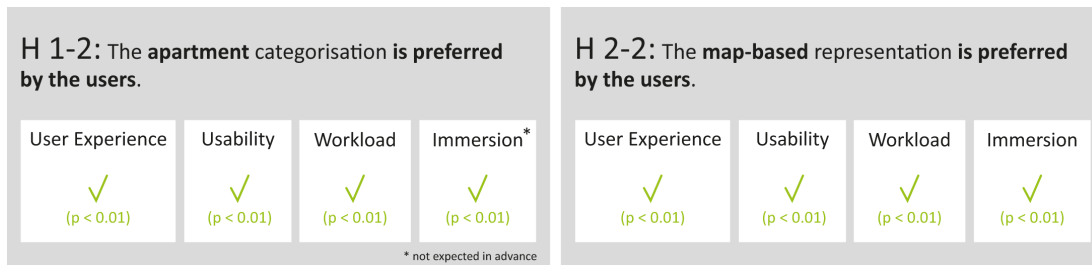 H 1-2: The apartment categorisation is preferred
by the users.
User Experience
Usability
Workload
Immersion*
✓
✓
✓
✓
(p < 0.01)
(p < 0.01)
(p < 0.01)
(p < 0.01)
* not expected in advance
H 2-2: The map-based representation is preferred
by the users.
User Experience
Usability
Workload
Immersion
✓
✓
✓
✓
(p < 0.01)
(p < 0.01)
(p < 0.01)
(p < 0.01)